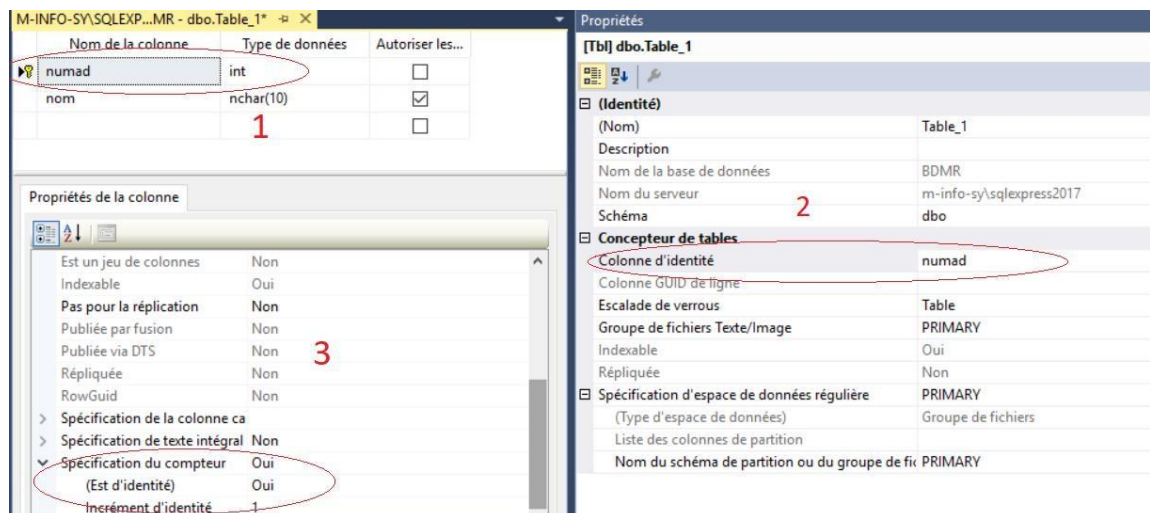 M-INFO-SY\SQLEXP...MR - dbo.Table_1*
Nom de la colonne Type de données Autoriser les...
numad int
nom nchar(10)
1
Propriétés de la colonne
Est un jeu de colonnes Non
Indexable Oui
Pas pour la réplication Non
Publiée par fusion Non
Publiée via DTS Non
3
Répliquée Non
RowGuid Non
Spécification de la colonne ca
Spécification de texte intégral Non
Spécification du compteur Oui
(Est d'identité) Oui
Incrément d'identité 1
Propriétés
[Tbl] dbo.Table_1
(Identité)
(Nom) Table_1
Description
Nom de la base de données BDMR
Nom du serveur m-info-sy\sqlexpress2017
2
Schéma dbo
Concepteur de tables
Colonne d'identité numad
Colonne GUID de ligne
Escalade de verrous Table
Groupe de fichiers Texte/Image PRIMARY
Indexable Oui
Répliquée Non
Spécification d'espace de données régulière PRIMARY
(Type d'espace de données) Groupe de fichiers
Liste des colonnes de partition
Nom du schéma de partition ou du groupe de fic PRIMARY